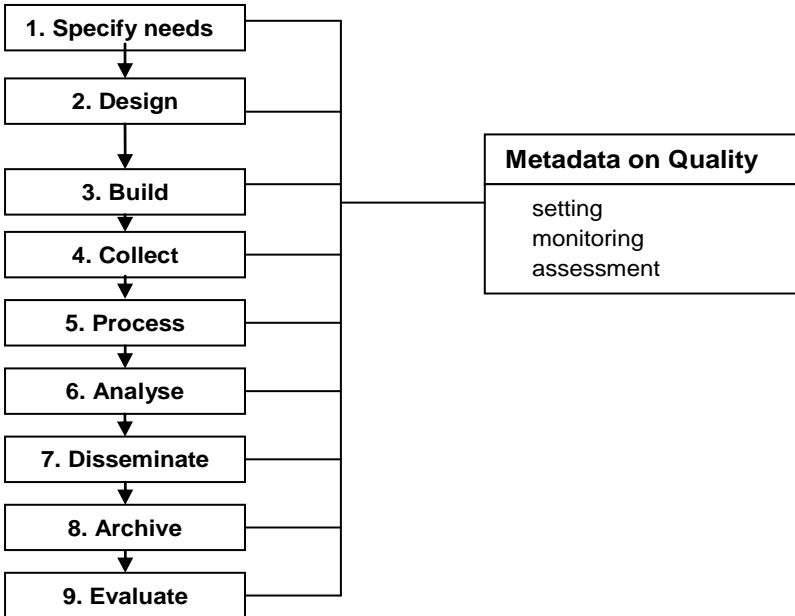 1. Specify needs
2. Design
3. Build
4. Collect
5. Process
6. Analyse
7. Disseminate
8. Archive
9. Evaluate
Metadata on Quality
setting
monitoring
assessment